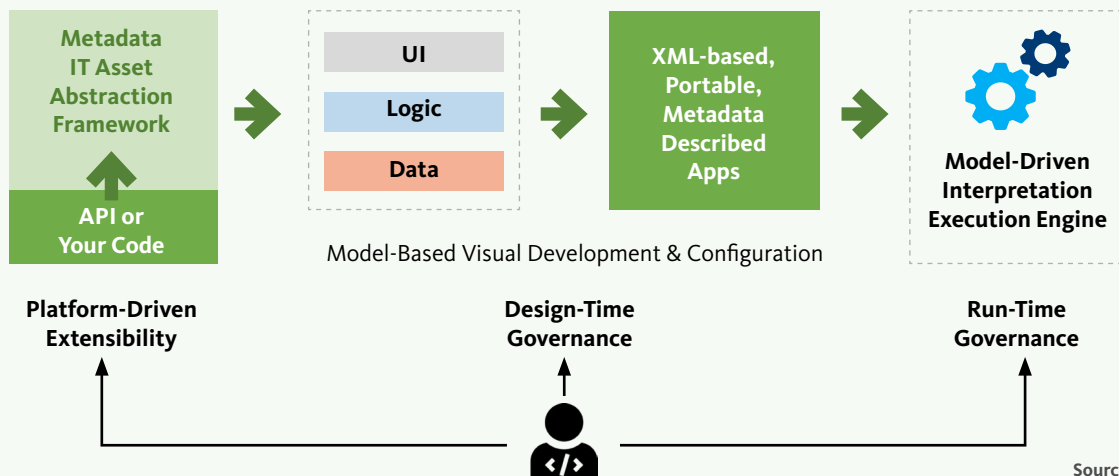 Metadata
IT Asset
Abstraction
Framework
API or
Your Code
UI
Logic
Data
XML-based,
Portable,
Metadata
Described
Apps
Model-Driven
Interpretation
Execution Engine
Model-Based Visual Development & Configuration
Platform-Driven
Extensibility
Design-Time
Governance
Run-Time
Governance
</>
Sourc